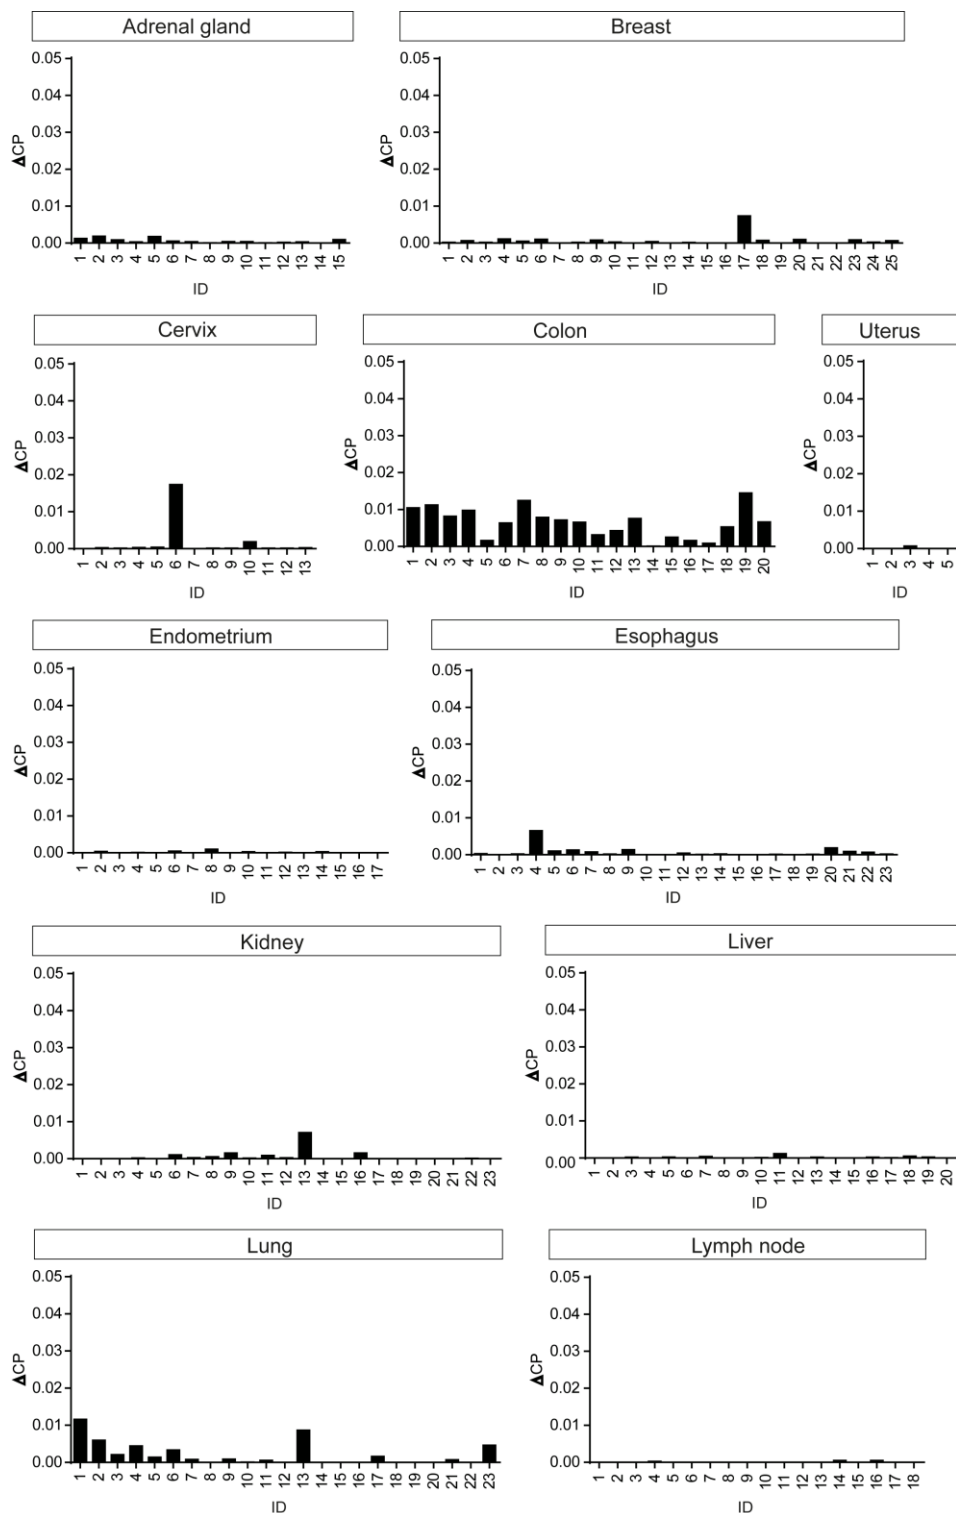 Adrenal gland
0.05
0.04
0.03
0.02
0.01
0.00
ΔCP
1 2 3 4 5 6 7 8 9 10 11 12 13 14 15
ID
Breast
0.05
0.04
0.03
0.02
0.01
0.00
ΔCP
1 2 3 4 5 6 7 8 9 10 11 12 13 14 15 16 17 18 19 20 21 22 23 24 25
ID
Cervix
0.05
0.04
0.03
0.02
0.01
0.00
ΔCP
1 2 3 4 5 6 7 8 9 10 11 12 13
ID
Colon
0.05
0.04
0.03
0.02
0.01
0.00
ΔCP
1 2 3 4 5 6 7 8 9 10 11 12 13 14 15 16 17 18 19 20
ID
Uterus
0.05
0.04
0.03
0.02
0.01
0.00
ΔCP
1 2 3 4 5
ID
Endometrium
0.05
0.04
0.03
0.02
0.01
0.00
ΔCP
1 2 3 4 5 6 7 8 9 10 11 12 13 14 15 16 17
ID
Esophagus
0.05
0.04
0.03
0.02
0.01
0.00
ΔCP
1 2 3 4 5 6 7 8 9 10 11 12 13 14 15 16 17 18 19 20 21 22 23
ID
Kidney
0.05
0.04
0.03
0.02
0.01
0.00
ΔCP
1 2 3 4 5 6 7 8 9 10 11 12 13 14 15 16 17 18 19 20 21 22 23
ID
Liver
0.05
0.04
0.03
0.02
0.01
0.00
ΔCP
1 2 3 4 5 6 7 8 9 10 11 12 13 14 15 16 17 18 19 20
ID
Lung
0.05
0.04
0.03
0.02
0.01
0.00
ΔCP
1 2 3 4 5 6 7 8 9 10 11 12 13 14 15 16 17 18 19 20 21 22 23
ID
Lymph node
0.05
0.04
0.03
0.02
0.01
0.00
ΔCP
1 2 3 4 5 6 7 8 9 10 11 12 13 14 15 16 17 18
ID